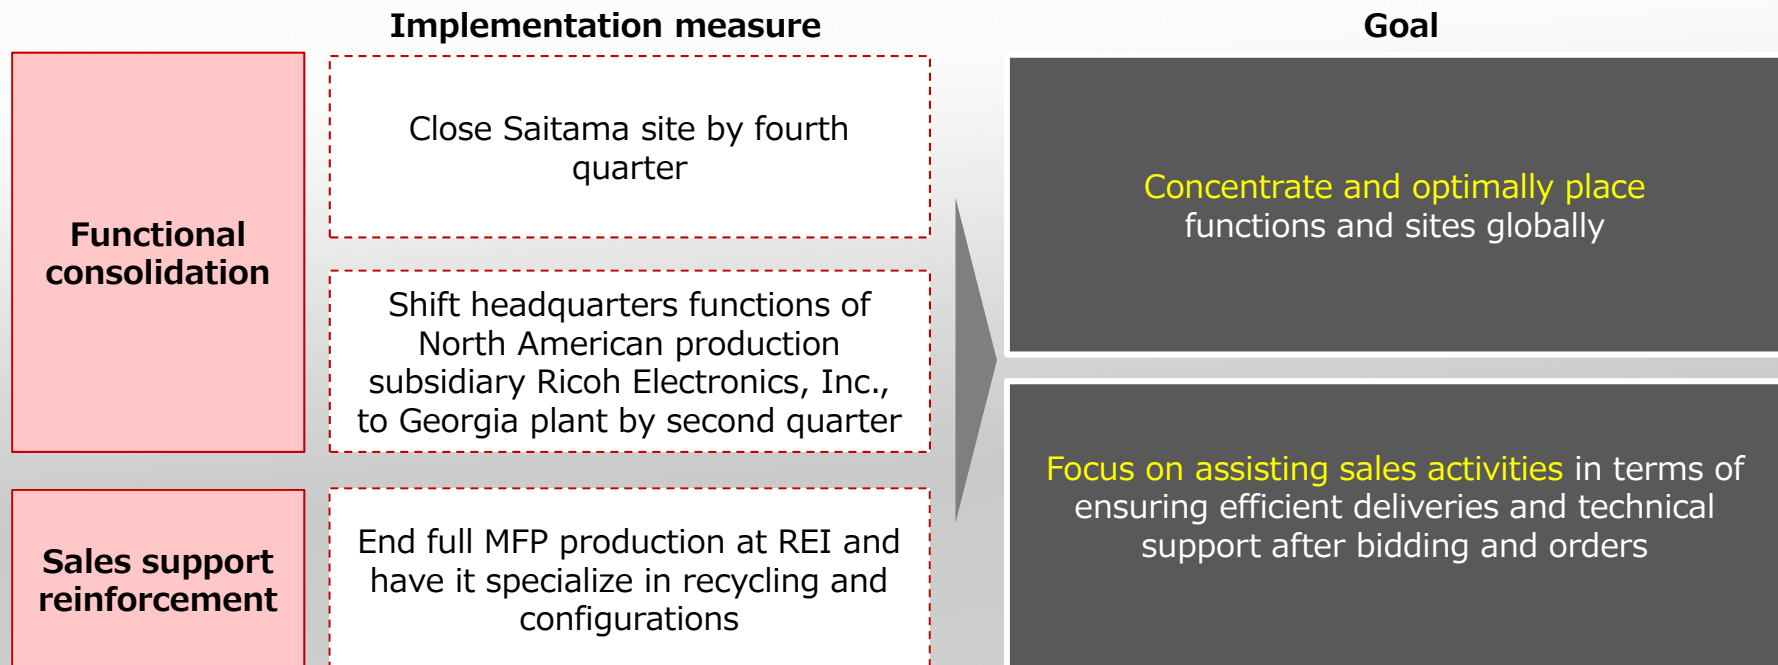 Implementation measure
Goal
Functional
consolidation
Close Saitama site by fourth
quarter
Shift headquarters functions of
North American production
subsidiary Ricoh Electronics, Inc.,
to Georgia plant by second quarter
Concentrate and optimally place
functions and sites globally
Sales support
reinforcement
End full MFP production at REI and
have it specialize in recycling and
configurations
Focus on assisting sales activities in terms of
ensuring efficient deliveries and technical
support after bidding and orders